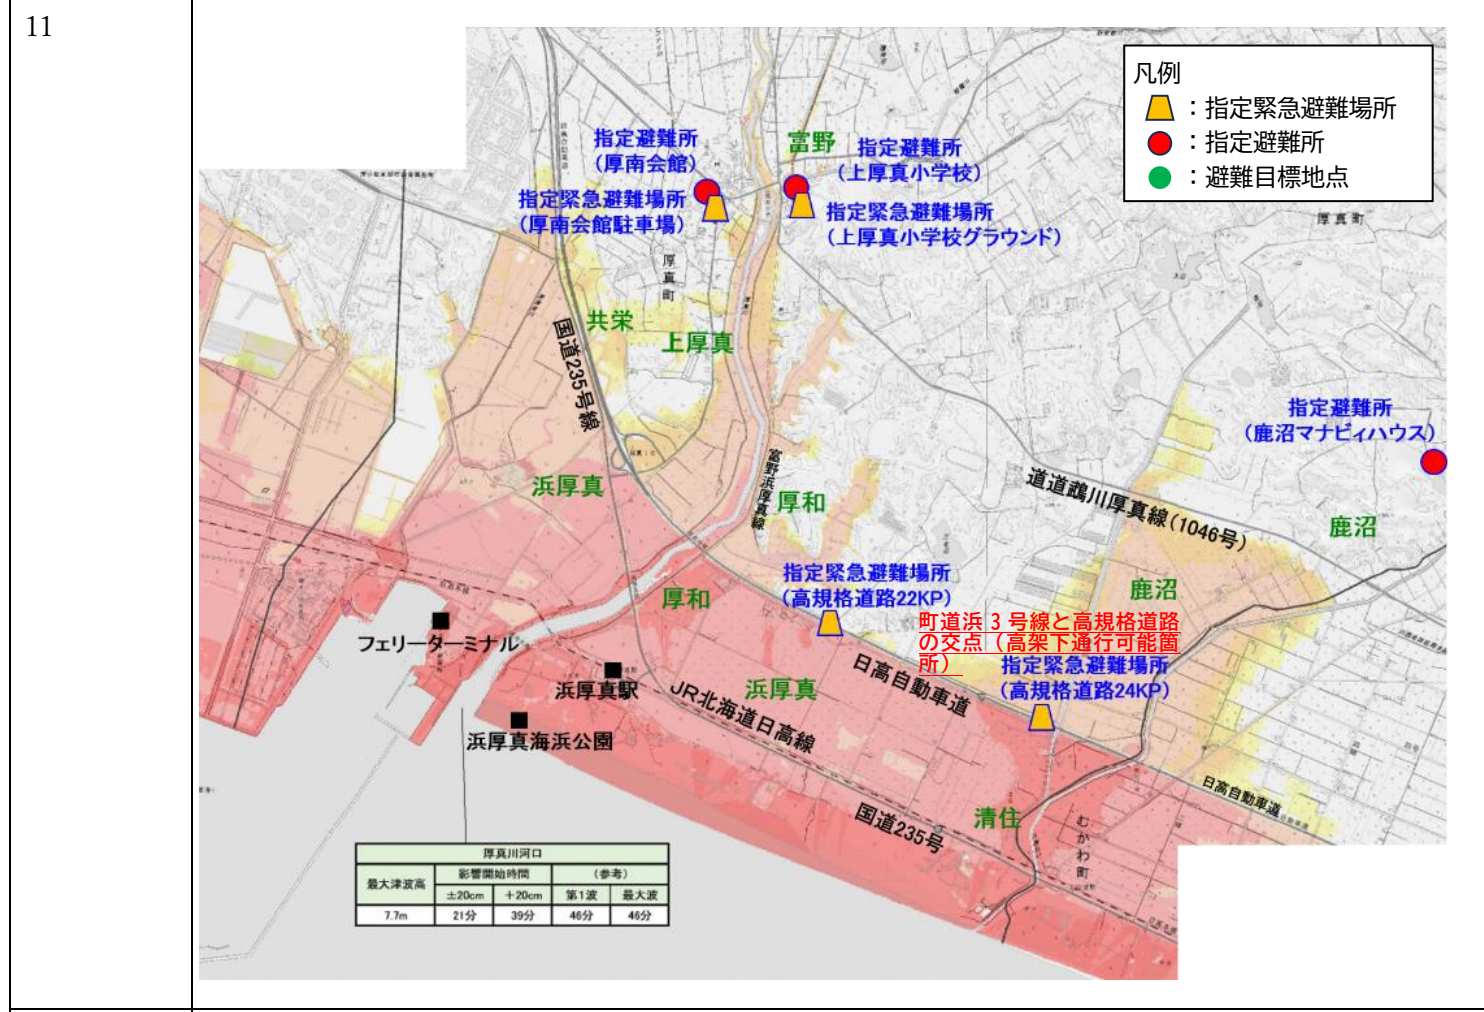 11
凡例
：指定緊急避難場所
：指定避難所
：避難目標地点
指定避難所
（厚南会館）
指定緊急避難場所
（厚南会館駐車場）
富野
指定避難所
（上厚真小学校）
指定緊急避難場所
（上厚真小学校グラウンド）
厚真町
厚真町
共栄
上厚真
国道235号線
指定避難所
（鹿沼マナビィハウス）
浜厚真
富野浜厚真線
厚和
道道鵡川厚真線（1046号）
鹿沼
指定緊急避難場所
（高規格道路22KP）
鹿沼
厚和
町道浜３号線と高規格道路
の交点（高架下通行可能箇
所）
指定緊急避難場所
（高規格道路24KP）
フェリーターミナル
浜厚真駅
浜厚真
日高自動車道
JR北海道日高線
浜厚真海浜公園
日高自動車道
国道235号
清住
むかわ町
厚真川河口
最大津波高 影響開始時間 （参考）
±20cm ＋20cm 第1波 最大波
7.7m 21分 39分 46分 46分